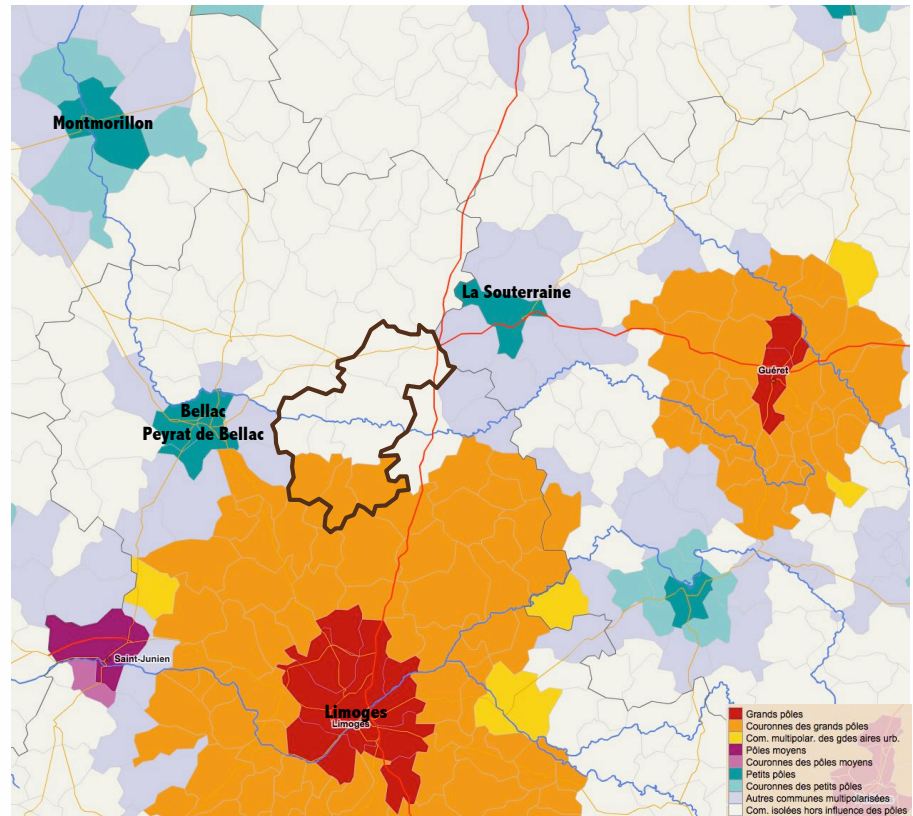 Montmorillon
La Souterraine
Guéret
Bellac
Peyrat de Bellac
Saint-Junien
Limoges
Limoges
Grands pôles
Couronnes des grands pôles
Com. multipolar. des gdes aires urb.
Pôles moyens
Couronnes des pôles moyens
Petits pôles
Couronnes des petits pôles
Autres communes multipolarisées
Com. isolées hors influence des pôles